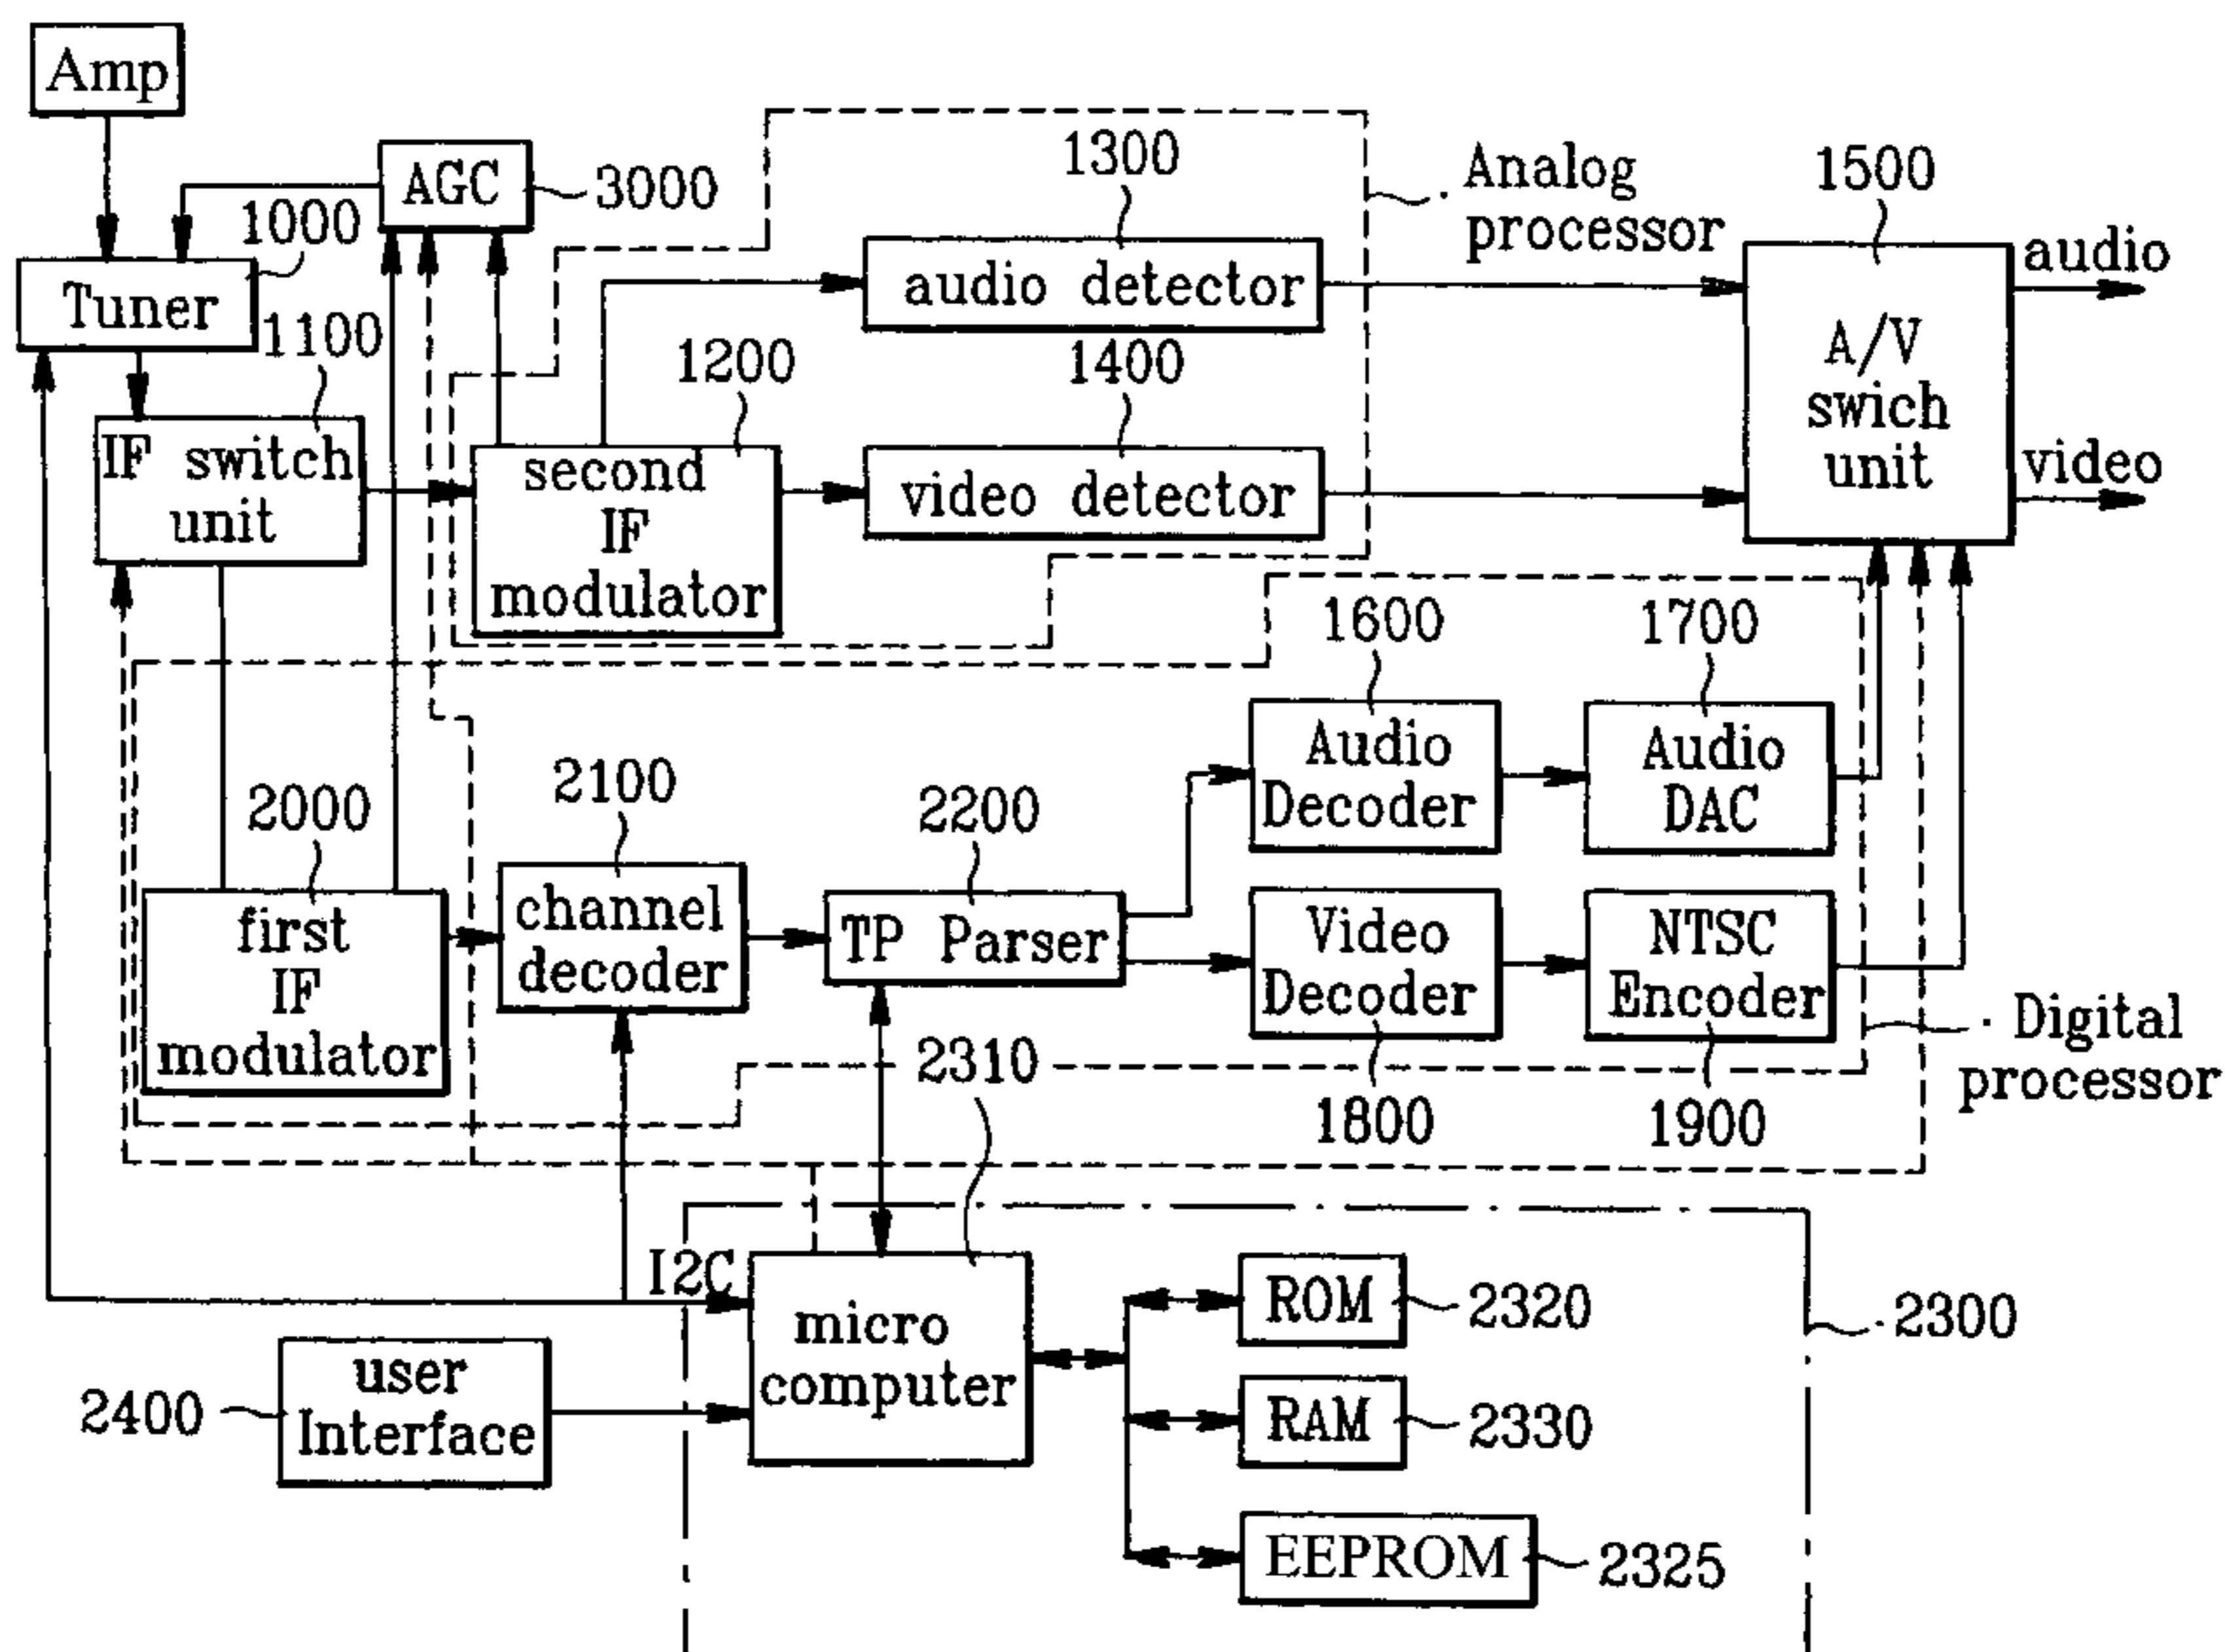 Amp
AGC
3000
1000
Tuner
1100
IF switch
unit
1200
second
IF
modulator
1300
audio detector
1400
video detector
Analog
processor
1500
A/V
swich
unit
audio
video
1600
Audio
Decoder
1700
Audio
DAC
2000
first
IF
modulator
2100
channel
decoder
2200
TP Parser
Video
Decoder
1800
NTSC
Encoder
1900
Digital
processor
2310
I2C
micro
computer
ROM
2320
2300
user
Interface
2400
RAM
2330
EEPROM
2325